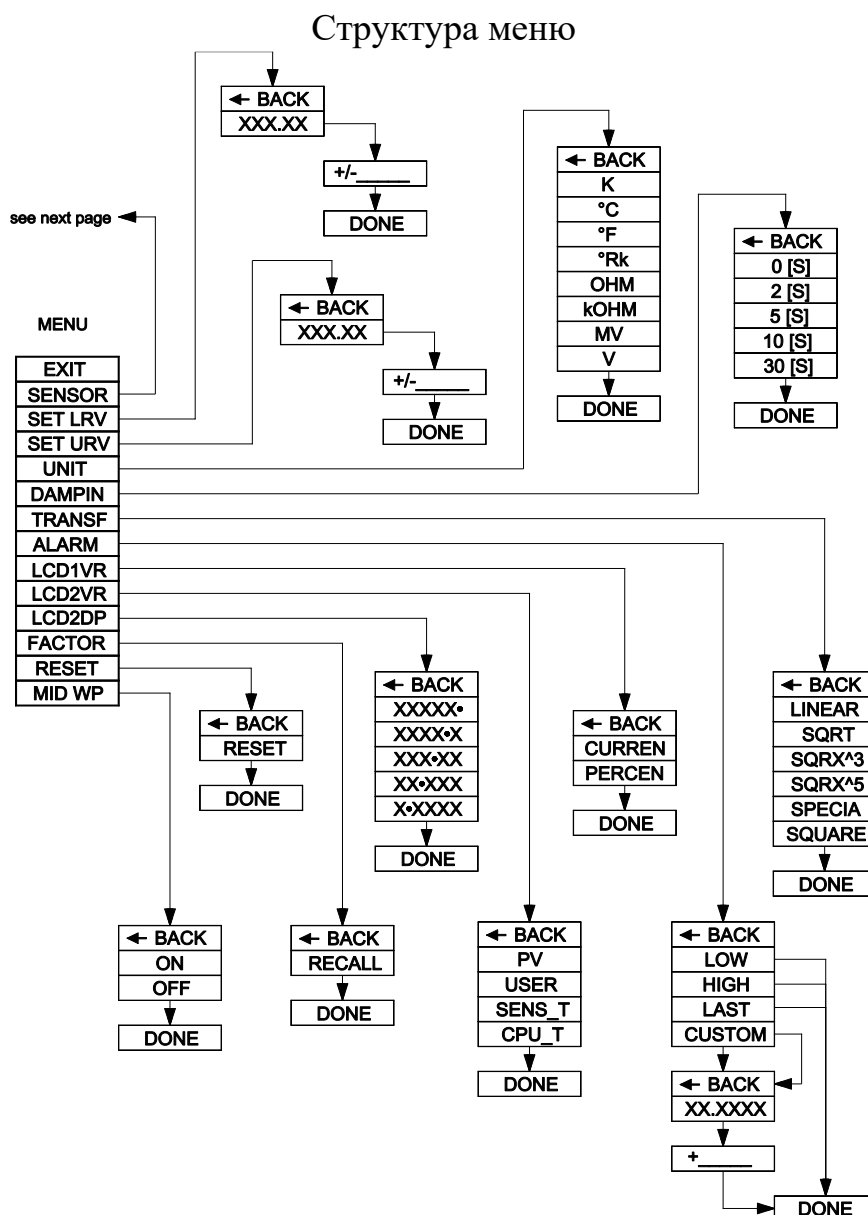 Структура меню
← BACK
XXX.XX
+/-______
DONE
see next page
← BACK
XXX.XX
+/-______
DONE
← BACK
K
°C
°F
°Rk
OHM
kOHM
MV
V
DONE
← BACK
0 [S]
2 [S]
5 [S]
10 [S]
30 [S]
DONE
MENU
EXIT
SENSOR
SET LRV
SET URV
UNIT
DAMPIN
TRANSF
ALARM
LCD1VR
LCD2VR
LCD2DP
FACTOR
RESET
MID WP
← BACK
RESET
DONE
← BACK
XXXXX•
XXXX•X
XXX•XX
XX•XXX
X•XXXX
DONE
← BACK
CURREN
PERCEN
DONE
← BACK
LINEAR
SQRT
SQRX^3
SQRX^5
SPECIA
SQUARE
DONE
← BACK
ON
OFF
DONE
← BACK
RECALL
DONE
← BACK
PV
USER
SENS_T
CPU_T
DONE
← BACK
LOW
HIGH
LAST
CUSTOM
← BACK
XX.XXXX
+______
DONE